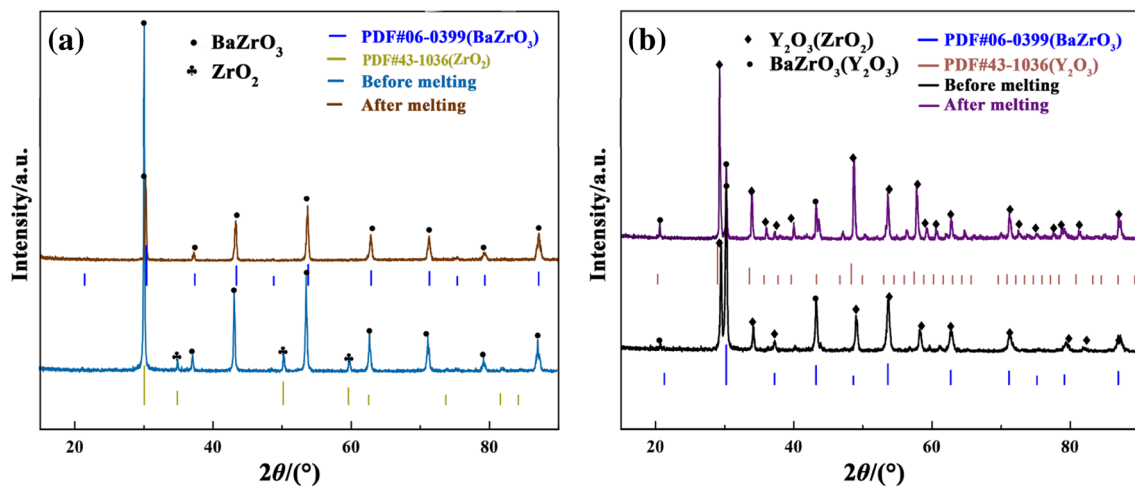 (a)
● BaZrO₃
♣ ZrO₂
PDF#06-0399(BaZrO₃)
PDF#43-1036(ZrO₂)
Before melting
After melting
Intensity/a.u.
20 40 60 80
2θ/(°)
(b)
◆ Y₂O₃(ZrO₂)
● BaZrO₃(Y₂O₃)
PDF#06-0399(BaZrO₃)
PDF#43-1036(Y₂O₃)
Before melting
After melting
Intensity/a.u.
20 40 60 80
2θ/(°)